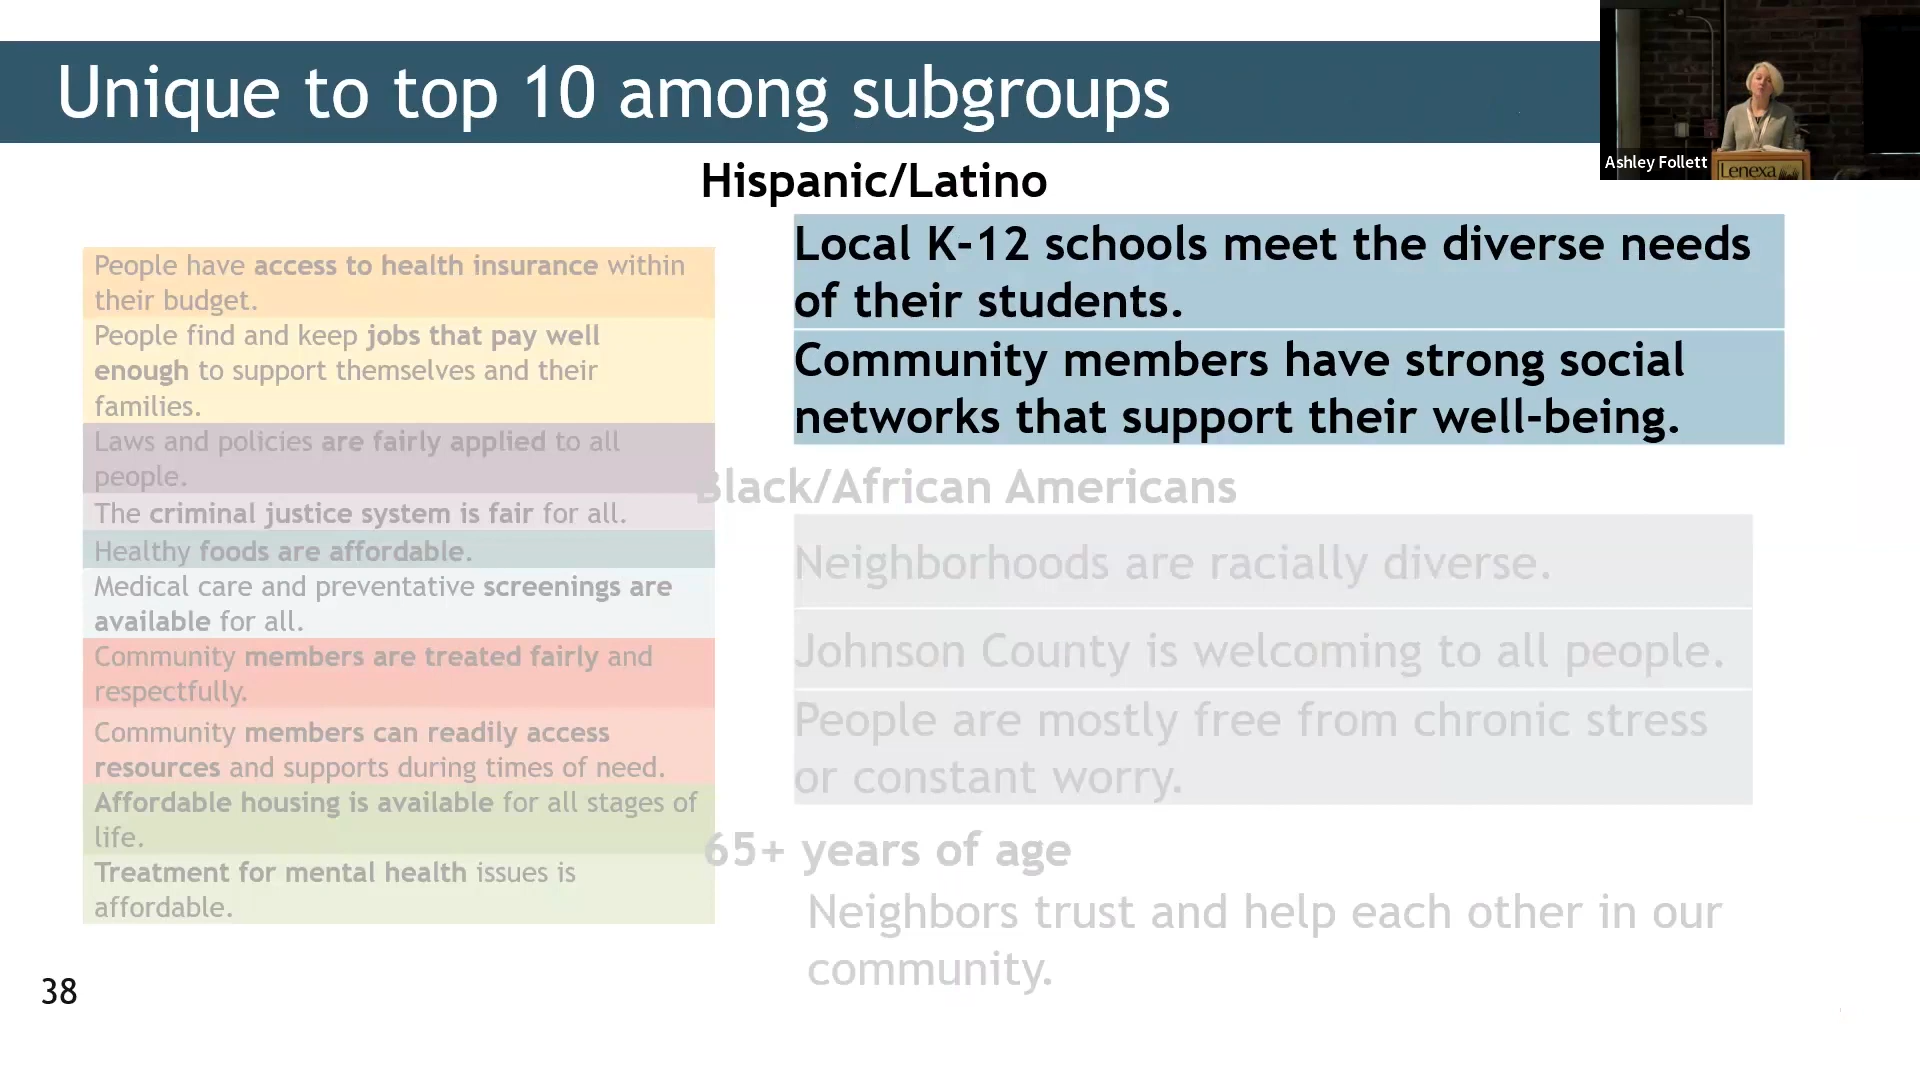 Unique to top 10 among subgroups
Ashley Follett
Lenexa
People have access to health insurance within
their budget.
People find and keep jobs that pay well
enough to support themselves and their
families.
Laws and policies are fairly applied to all
people.
The criminal justice system is fair for all.
Healthy foods are affordable.
Medical care and preventative screenings are
available for all.
Community members are treated fairly and
respectfully.
Community members can readily access
resources and supports during times of need.
Affordable housing is available for all stages of
life.
Treatment for mental health issues is
affordable.
Hispanic/Latino
Local K-12 schools meet the diverse needs
of their students.
Community members have strong social
networks that support their well-being.
Black/African Americans
Neighborhoods are racially diverse.
Johnson County is welcoming to all people.
People are mostly free from chronic stress
or constant worry.
65+ years of age
Neighbors trust and help each other in our
community.
38